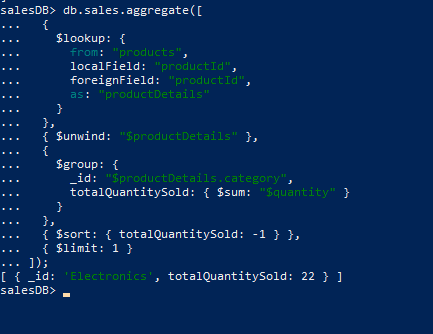 salesDB> db.sales.aggregate([
...   {
...     $lookup: {
...       from: "products",
...       localField: "productId",
...       foreignField: "productId",
...       as: "productDetails"
...     }
...   },
...   { $unwind: "$productDetails" },
...   {
...     $group: {
...       _id: "$productDetails.category",
...       totalQuantitySold: { $sum: "$quantity" }
...     }
...   },
...   { $sort: { totalQuantitySold: -1 } },
...   { $limit: 1 }
... ]);
[ { _id: 'Electronics', totalQuantitySold: 22 } ]
salesDB>